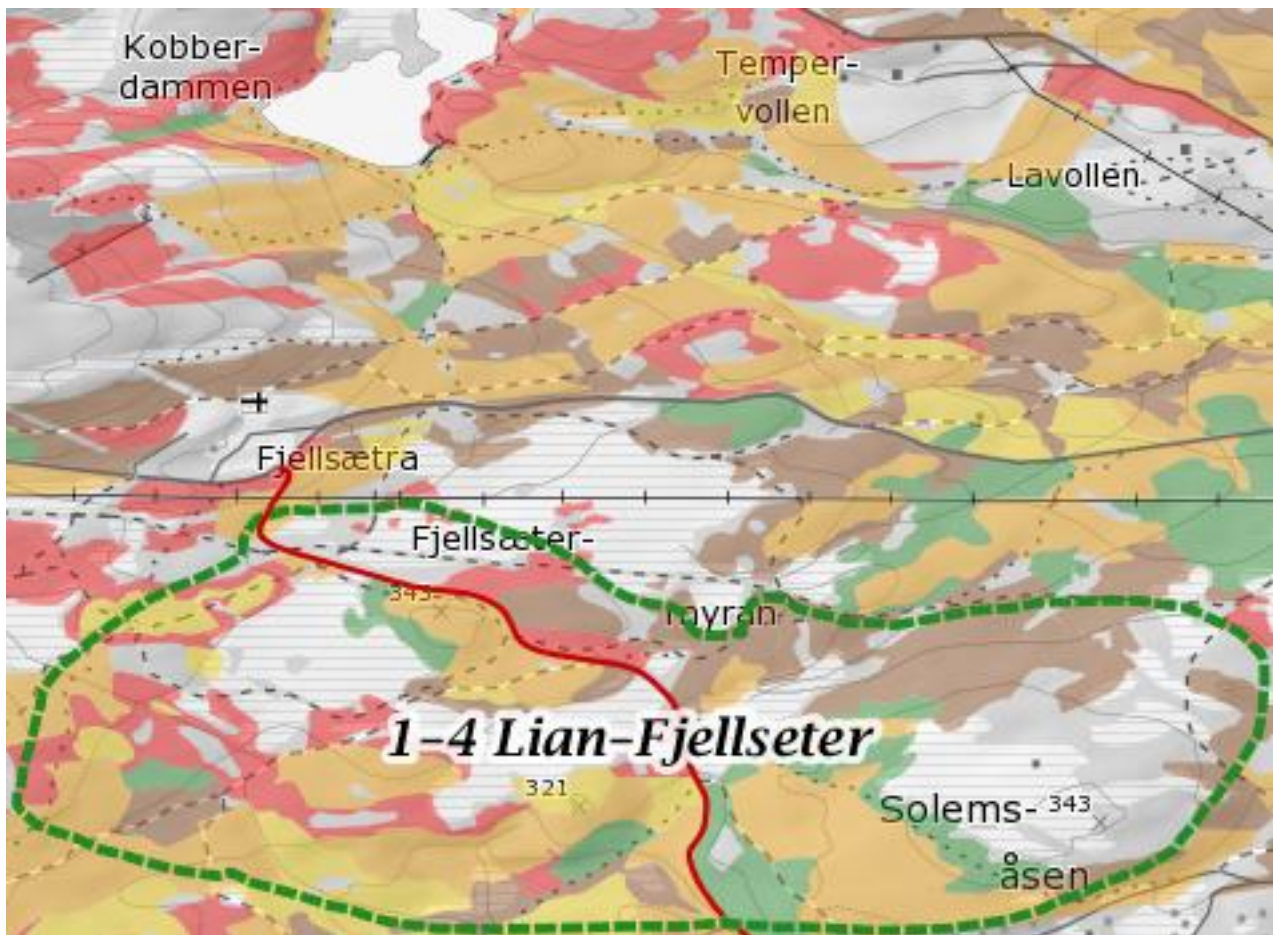 Kobber-
dammen
Temper-
vollen
Lavollen
Fjellsætra
Fjellsæter-
myran
343
1-4 Lian-Fjellseter
321
Solems-
343
åsen